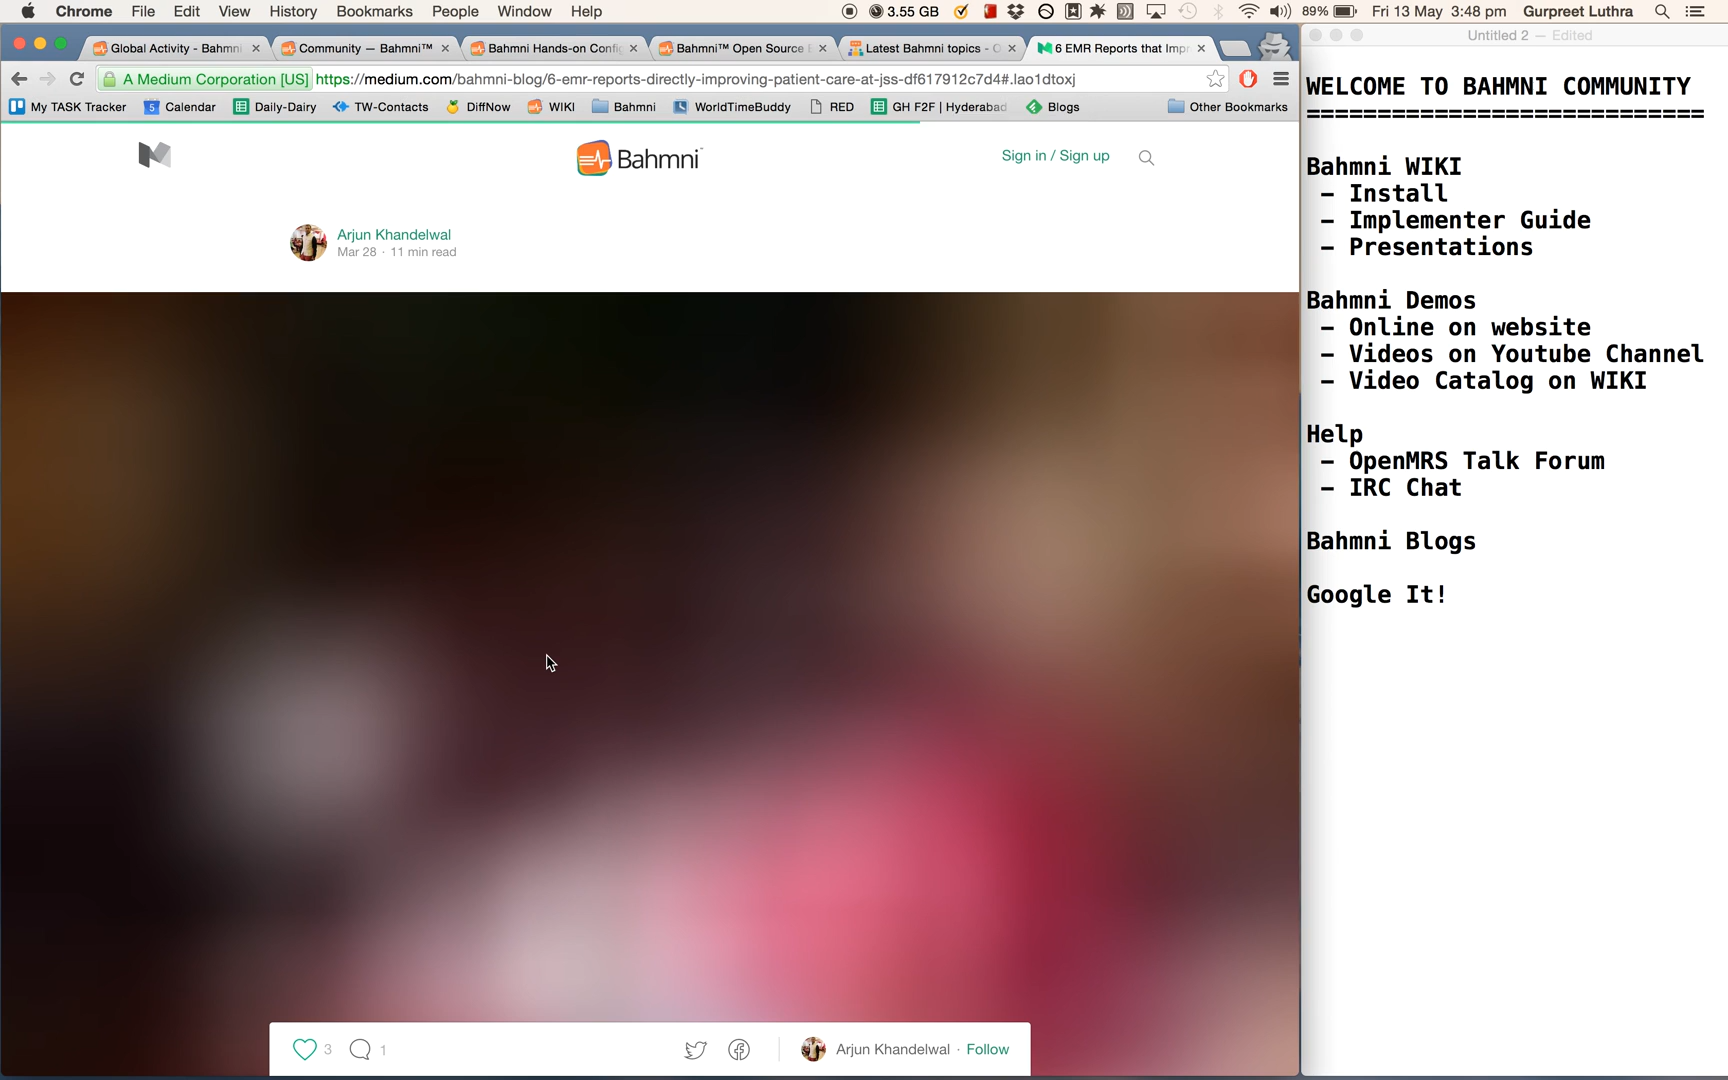 Chrome File Edit View History Bookmarks People Window Help 3.55 GB 89% Fri 13 May 3:48 pm Gurpreet Luthra
Global Activity - Bahmni Community — Bahmni™ Bahmni Hands-on Config Bahmni™ Open Source E Latest Bahmni topics - O 6 EMR Reports that Impr
A Medium Corporation [US] https://medium.com/bahmni-blog/6-emr-reports-directly-improving-patient-care-at-jss-df617912c7d4#.lao1dtoxj
My TASK Tracker 5 Calendar Daily-Dairy TW-Contacts DiffNow WIKI Bahmni WorldTimeBuddy RED GH F2F | Hyderabad Blogs Other Bookmarks
Bahmni™
Sign in / Sign up
Arjun Khandelwal
Mar 28 · 11 min read
3 1 Arjun Khandelwal · Follow
Untitled 2 — Edited
WELCOME TO BAHMNI COMMUNITY
============================
Bahmni WIKI
- Install
- Implementer Guide
- Presentations
Bahmni Demos
- Online on website
- Videos on Youtube Channel
- Video Catalog on WIKI
Help
- OpenMRS Talk Forum
- IRC Chat
Bahmni Blogs
Google It!